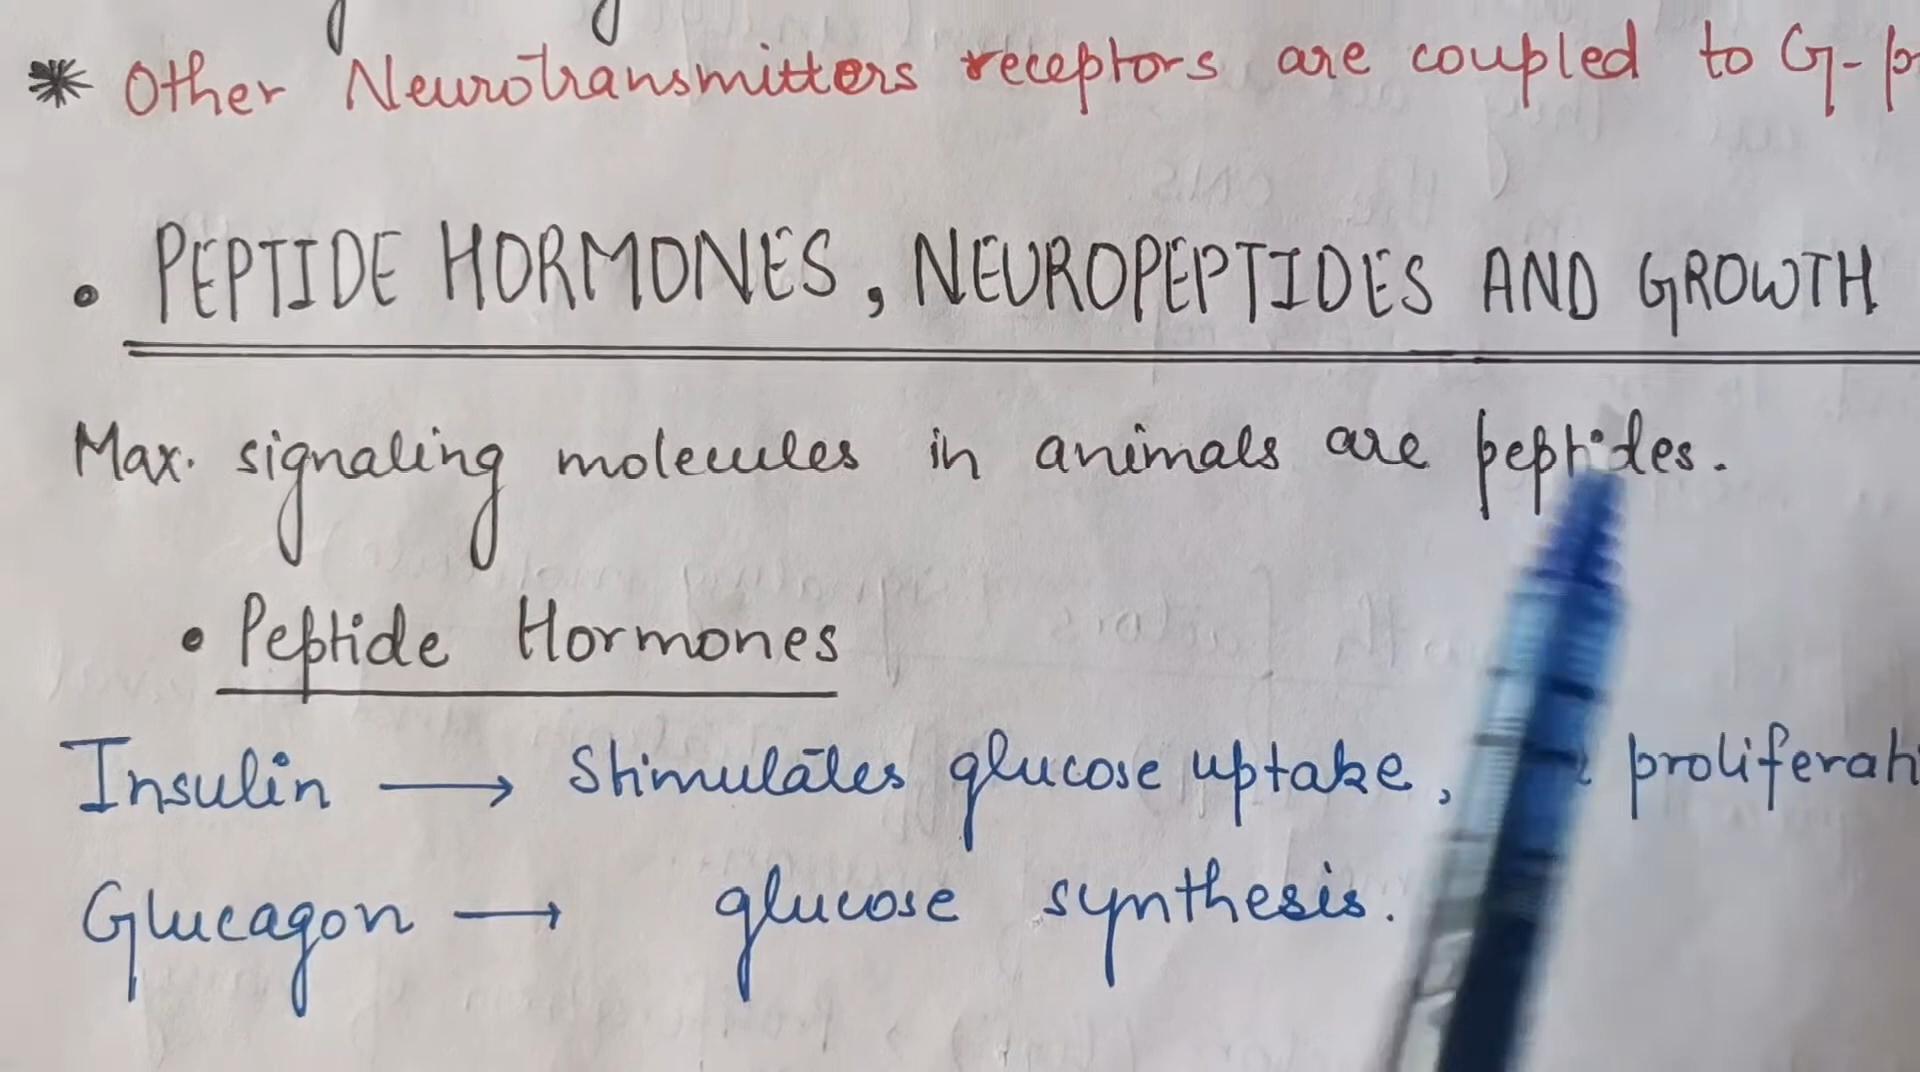 * Other Neurotransmitters receptors are coupled to G-
• PEPTIDE HORMONES, NEUROPEPTIDES AND GROWTH
Max. signaling molecules in animals are peptides.
• Peptide Hormones
Insulin → Stimulates glucose uptake,
Glucagon → glucose synthesis.